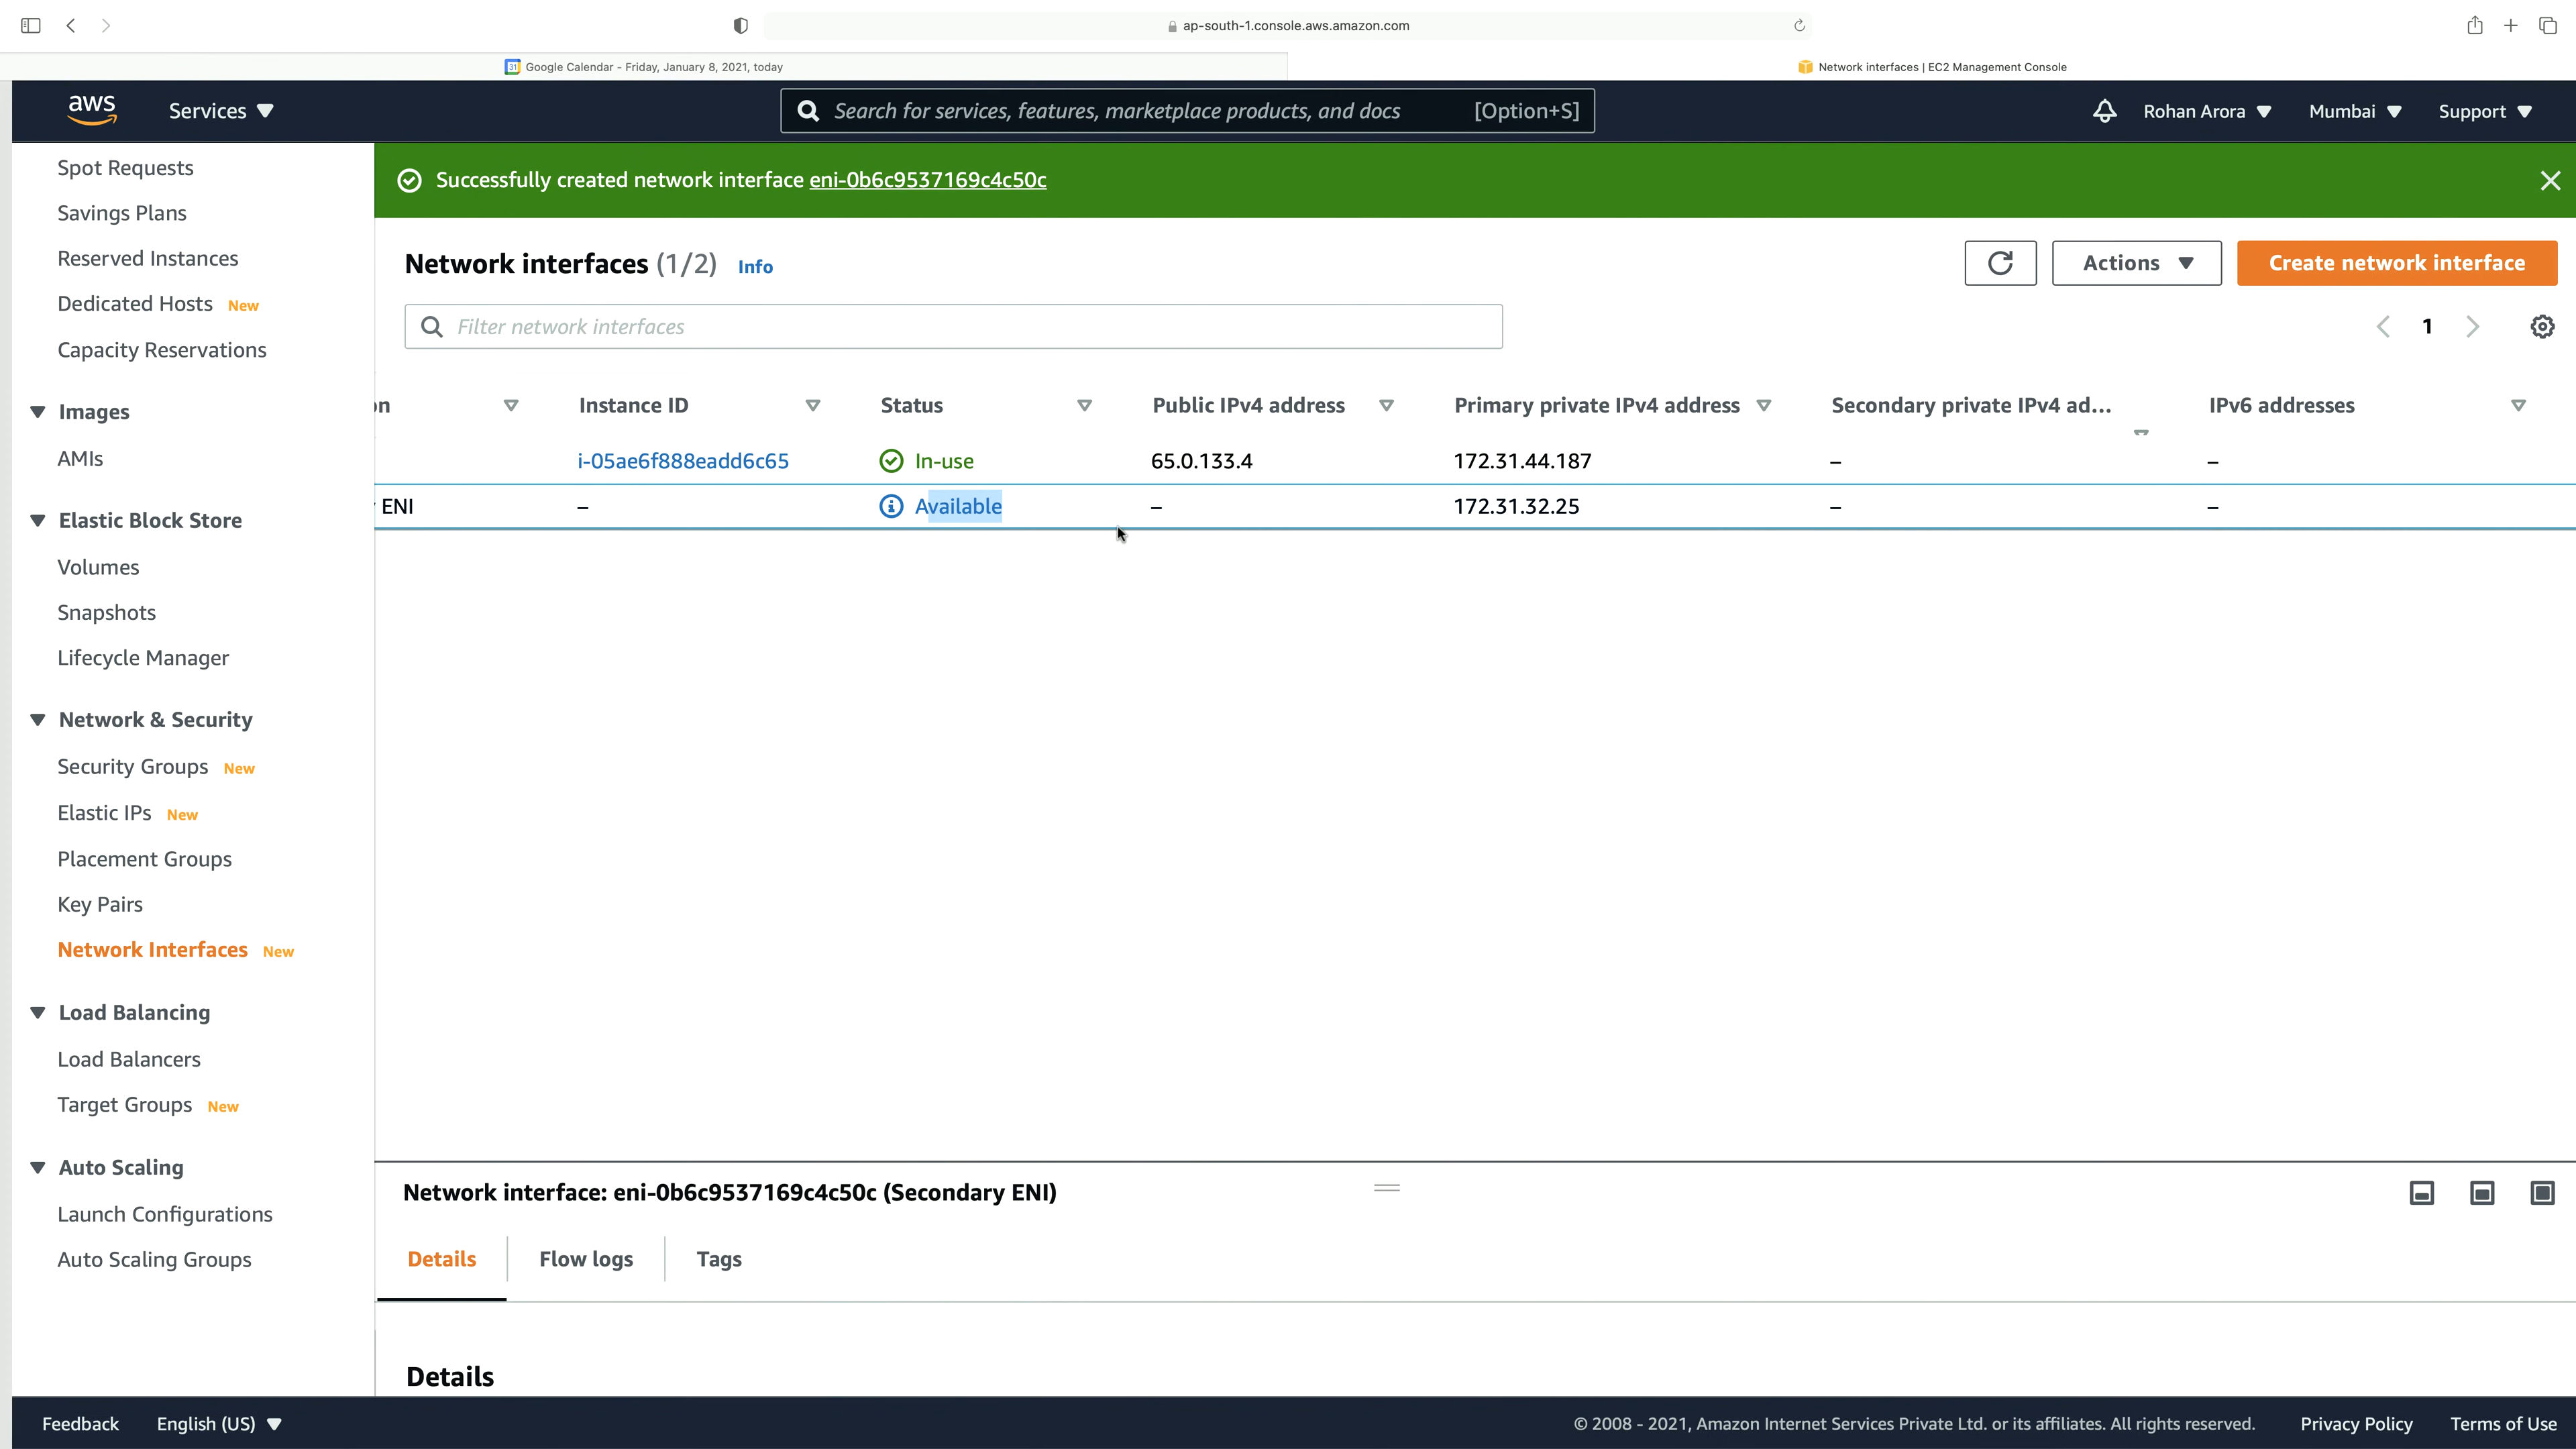 ap-south-1.console.aws.amazon.com
31 Google Calendar - Friday, January 8, 2021, today
Network interfaces | EC2 Management Console
aws
Services
Search for services, features, marketplace products, and docs [Option+S]
Rohan Arora
Mumbai
Support
Spot Requests
Savings Plans
Reserved Instances
Dedicated Hosts New
Capacity Reservations
Images
AMIs
Elastic Block Store
Volumes
Snapshots
Lifecycle Manager
Network & Security
Security Groups New
Elastic IPs New
Placement Groups
Key Pairs
Network Interfaces New
Load Balancing
Load Balancers
Target Groups New
Auto Scaling
Launch Configurations
Auto Scaling Groups
Successfully created network interface eni-0b6c9537169c4c50c
Network interfaces (1/2) Info
Actions
Create network interface
Filter network interfaces
1
on Instance ID Status Public IPv4 address Primary private IPv4 address Secondary private IPv4 ad... IPv6 addresses
i-05ae6f888eadd6c65 In-use 65.0.133.4 172.31.44.187 – –
ENI – Available – 172.31.32.25 – –
Network interface: eni-0b6c9537169c4c50c (Secondary ENI)
Details
Flow logs
Tags
Details
Feedback
English (US)
© 2008 - 2021, Amazon Internet Services Private Ltd. or its affiliates. All rights reserved.
Privacy Policy
Terms of Use